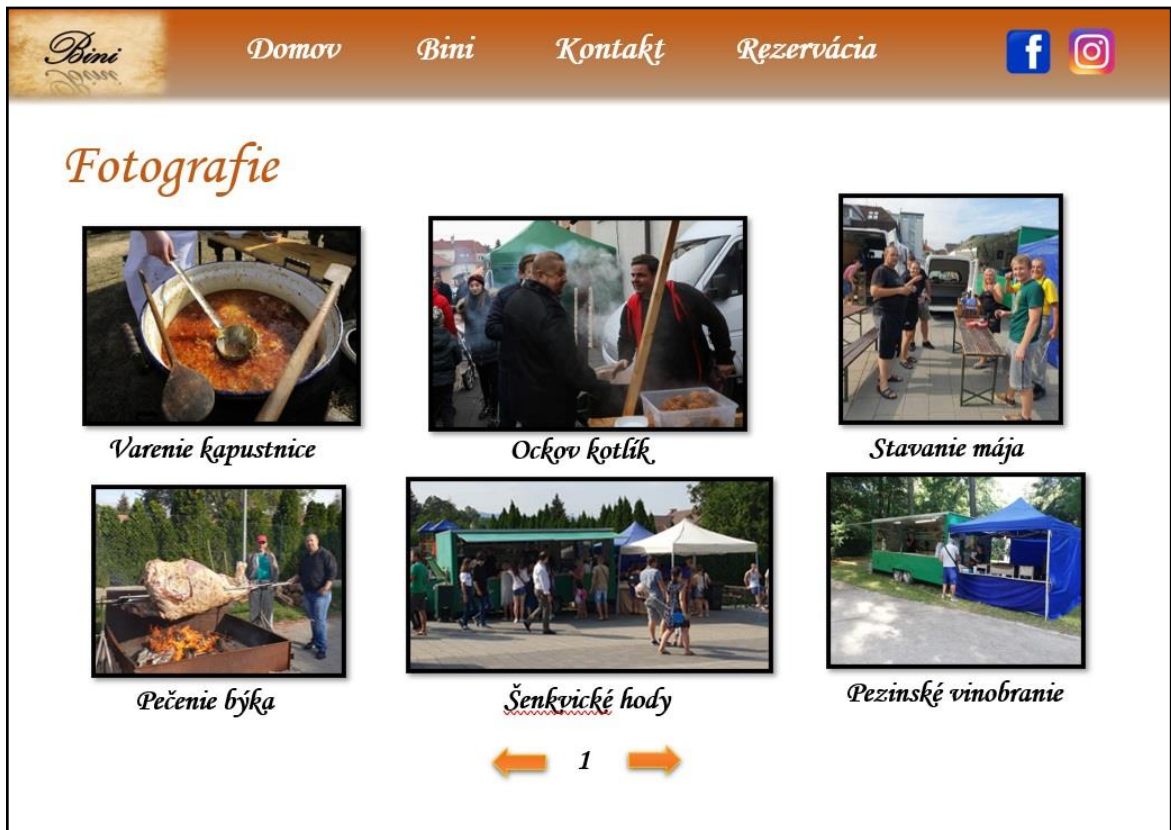 Bini
Domov Bini Kontakt Rezervácia
Fotografie
Varenie kapustnice
Ockov kotlík
Stavanie mája
Pečenie býka
Šenkvické hody
Pezinské vinobranie
1